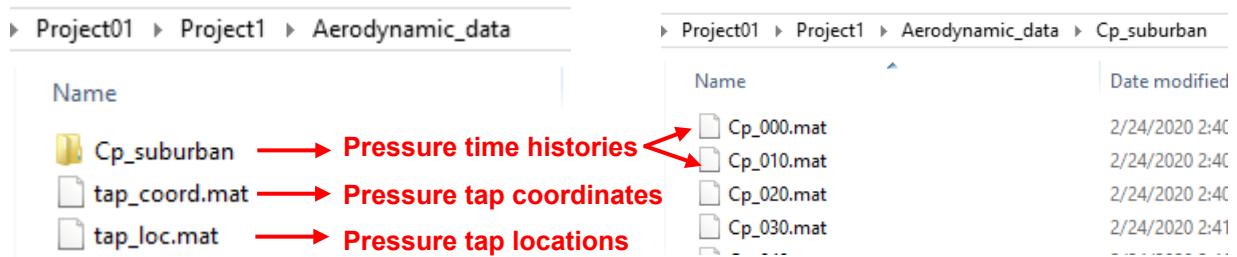 Project01 Project1 Aerodynamic_data
Name
Cp_suburban Pressure time histories
tap_coord.mat Pressure tap coordinates
tap_loc.mat Pressure tap locations
Project01 Project1 Aerodynamic_data Cp_suburban
Name Date modified
Cp_000.mat 2/24/2020 2:40
Cp_010.mat 2/24/2020 2:40
Cp_020.mat 2/24/2020 2:40
Cp_030.mat 2/24/2020 2:41